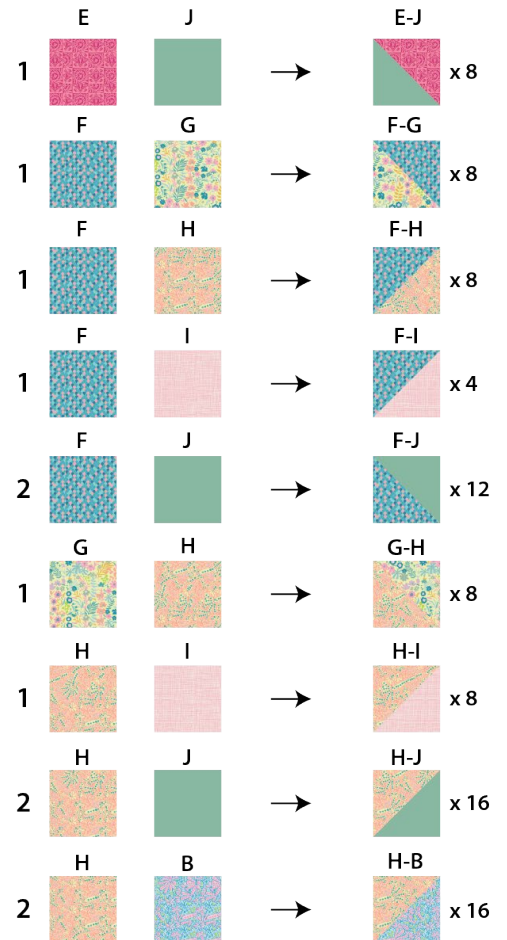 E J E-J
1 x 8
F G F-G
1 x 8
F H F-H
1 x 8
F I F-I
1 x 4
F J F-J
2 x 12
G H G-H
1 x 8
H I H-I
1 x 8
H J H-J
2 x 16
H B H-B
2 x 16